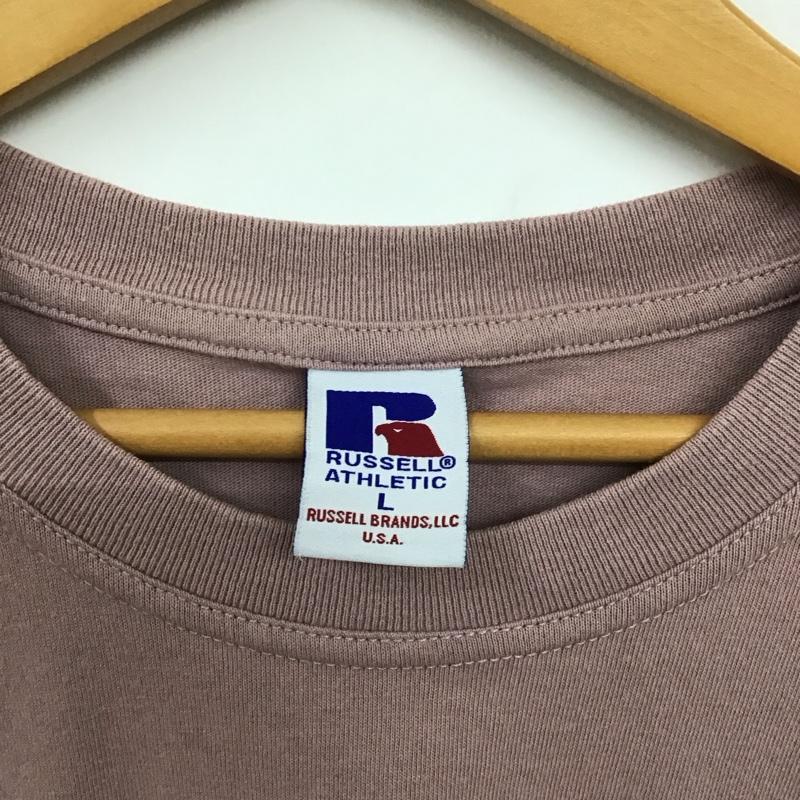 R
RUSSELL®
ATHLETIC
L
RUSSELL BRANDS,LLC
U.S.A.